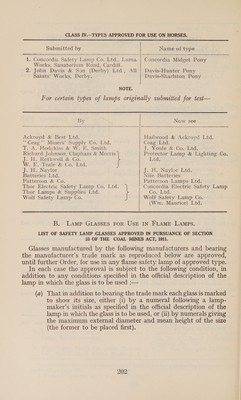 CLASS IV.—TYPES APPROVED FOR USE ON HORSES.
Submitted by Name of type
1. Concordia Safety Lamp Co. Ltd., Loma Works, Sanatorium Road, Cardiff. Concordia Midget Pony
2. John Davis & Son (Derby) Ltd., All Saints' Works, Derby. Davis-Hunter Pony
Davis-Sharlston Pony
NOTE.
For certain types of lamps originally submitted for test—
By Now see
Ackroyd & Best Ltd. Hailwood & Ackroyd Ltd.
"Ceag" Miners' Supply Co. Ltd. Ceag Ltd.
T. A. Hodgkiss & W. E. Smith J. Yeule & Co. Ltd.
Richard Johnson, Clapham & Morris Protector Lamp & Lighting Co. Ltd.
J. H. Rothwell & Co.
W. E. Teale & Co. Ltd.
J. H. Naylor J. H. Naylor Ltd.
Batteries Ltd. Nife Batteries
Patterson & Co. Patterson Lamps Ltd.
Thor Electric Safety Lamp Co. Ltd. Concordia Electric Safety Lamp Co. Ltd.
Thor Lamps & Supplies Ltd.
Wolf Safety Lamp Co. Wolf Safety Lamp Co. (Wm. Maurice) Ltd.
B. LAMP GLASSES FOR USE IN FLAME LAMPS.
LIST OF SAFETY LAMP GLASSES APPROVED IN PURSUANCE OF SECTION
33 OF THE COAL MINES ACT, 1911.
Glasses manufactured by the following manufacturers and bearing
the manufacturer's trade mark as reproduced below are approved,
until further Order, for use in any flame safety lamp of approved type.
In each case the approval is subject to the following condition, in
addition to any conditions specified in the official description of the
lamp in which the glass is to be used :—
(a) That in addition to bearing the trade mark each glass is marked
to show its size, either (i) by a numeral following a lamp-
maker's initials as specified in the official description of the
lamp in which the glass is to be used, or (ii) by numerals giving
the maximum external diameter and mean height of the size
(the former to be placed first).
202